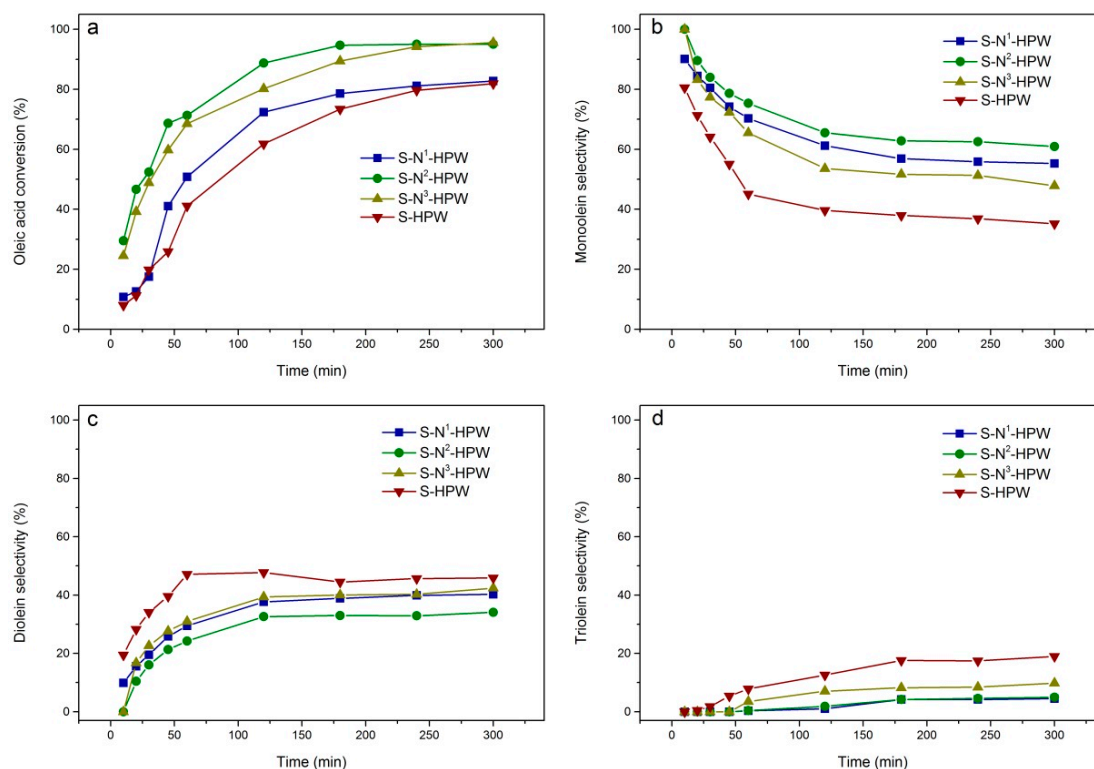 a
Oleic acid conversion (%)
100
80
60
40
20
0
S-N¹-HPW
S-N²-HPW
S-N³-HPW
S-HPW
0 50 100 150 200 250 300
Time (min)
b
Monoolein selectivity (%)
100
80
60
40
20
0
S-N¹-HPW
S-N²-HPW
S-N³-HPW
S-HPW
0 50 100 150 200 250 300
Time (min)
c
Diolein selectivity (%)
100
80
60
40
20
0
S-N¹-HPW
S-N²-HPW
S-N³-HPW
S-HPW
0 50 100 150 200 250 300
Time (min)
d
Triolein selectivity (%)
100
80
60
40
20
0
S-N¹-HPW
S-N²-HPW
S-N³-HPW
S-HPW
0 50 100 150 200 250 300
Time (min)